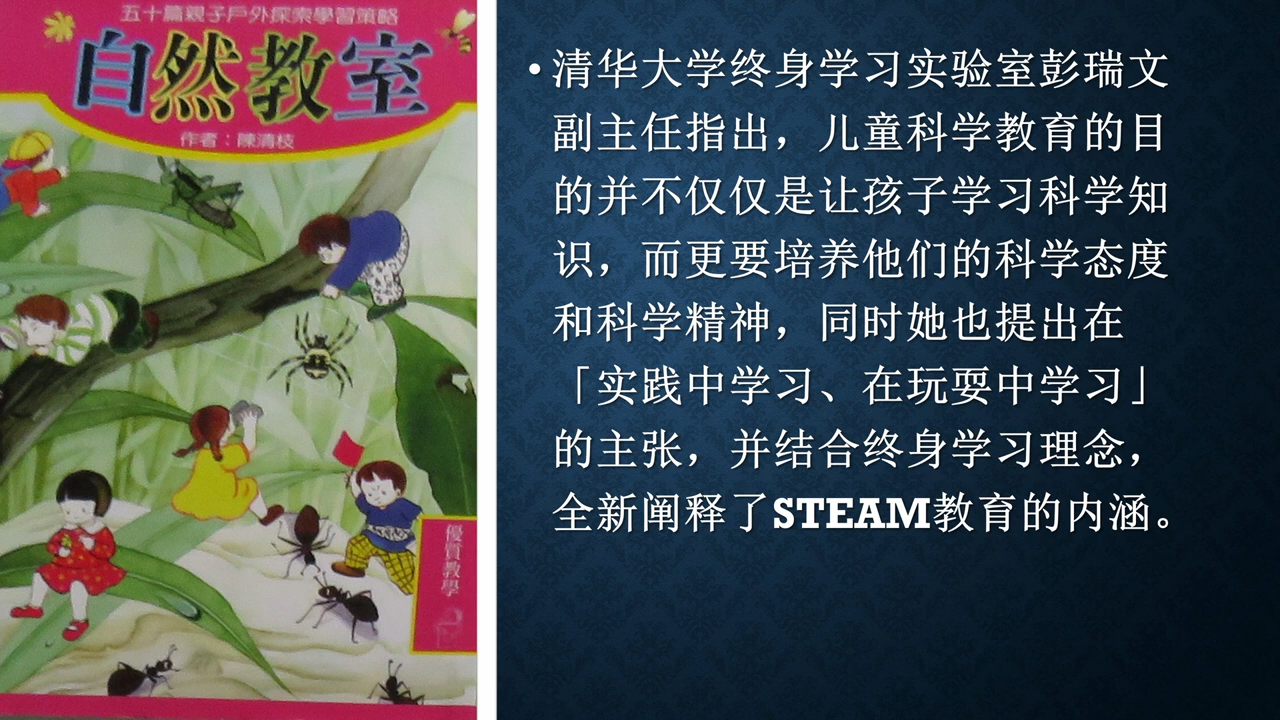 五十篇親子戶外探索學習策略
自然教室
作者：陳清枝
優質教學
• 清华大学终身学习实验室彭瑞文
副主任指出，儿童科学教育的目
的并不仅仅是让孩子学习科学知
识，而更要培养他们的科学态度
和科学精神，同时她也提出在
「实践中学习、在玩耍中学习」
的主张，并结合终身学习理念，
全新阐释了STEAM教育的内涵。